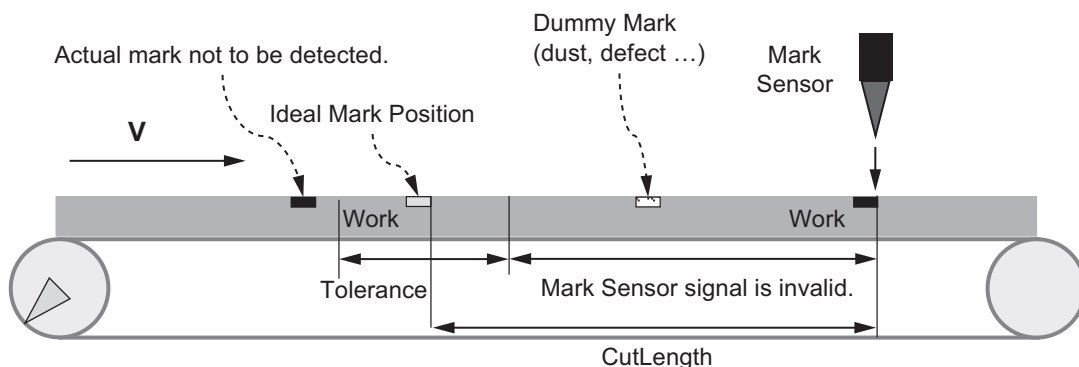 Dummy Mark
(dust, defect …)
Mark
Sensor
Actual mark not to be detected.
Ideal Mark Position
V
Work
Work
Tolerance
Mark Sensor signal is invalid.
CutLength